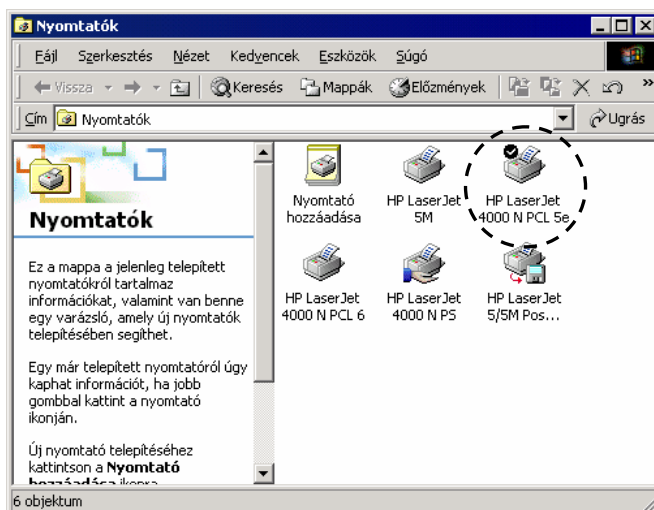 Nyomtatók
Fájl Szerkesztés Nézet Kedvencek Eszközök Súgó
Vissza Keresés Mappák Előzmények »
Cím Nyomtatók Ugrás
Nyomtatók
Ez a mappa a jelenleg telepített
nyomtatókról tartalmaz
információkat, valamint van benne
egy varázsló, amely új nyomtatók
telepítésében segíthet.
Egy már telepített nyomtatóról úgy
kaphat információt, ha jobb
gombbal kattint a nyomtató
ikonján.
Új nyomtató telepítéséhez
kattintson a Nyomtató
hozzáadása ikonra
Nyomtató
hozzáadása
HP LaserJet
5M
HP LaserJet
4000 N PCL 5e
HP LaserJet
4000 N PCL 6
HP LaserJet
4000 N PS
HP LaserJet
5/5M Pos...
6 objektum